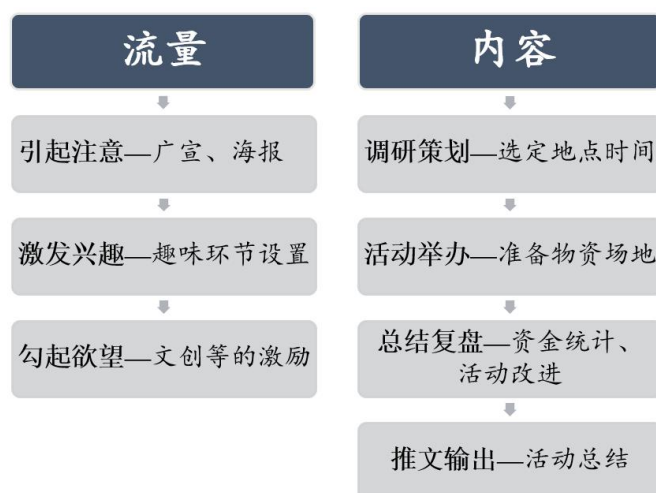 流量
引起注意—广宣、海报
激发兴趣—趣味环节设置
勾起欲望—文创等的激励
内容
调研策划—选定地点时间
活动举办—准备物资场地
总结复盘—资金统计、
活动改进
推文输出—活动总结